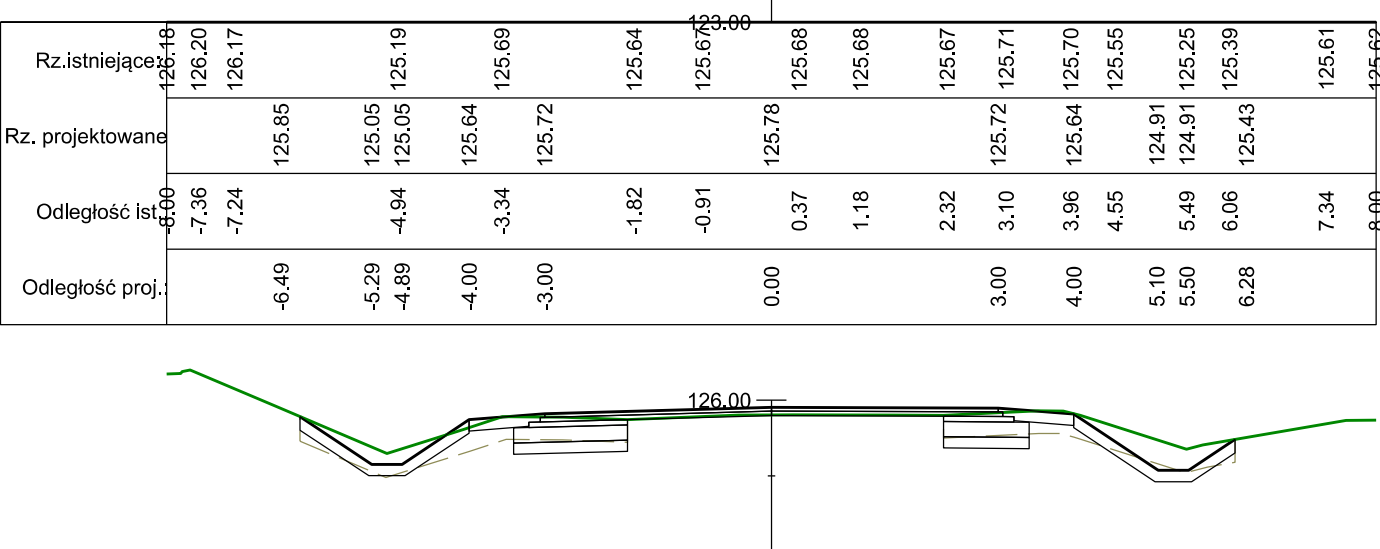 123.00
Rz.istniejące: 126.18 126.20 126.17 125.19 125.69 125.64 125.67 125.68 125.68 125.67 125.71 125.70 125.55 125.25 125.39 125.61 125.62
Rz. projektowane 125.85 125.05 125.05 125.64 125.72 125.78 125.72 125.64 124.91 124.91 125.43
Odległość ist.: -8.00 -7.36 -7.24 -4.94 -3.34 -1.82 -0.91 0.37 1.18 2.32 3.10 3.96 4.55 5.49 6.06 7.34 8.00
Odległość proj.: -6.49 -5.29 -4.89 -4.00 -3.00 0.00 3.00 4.00 5.10 5.50 6.28
126.00